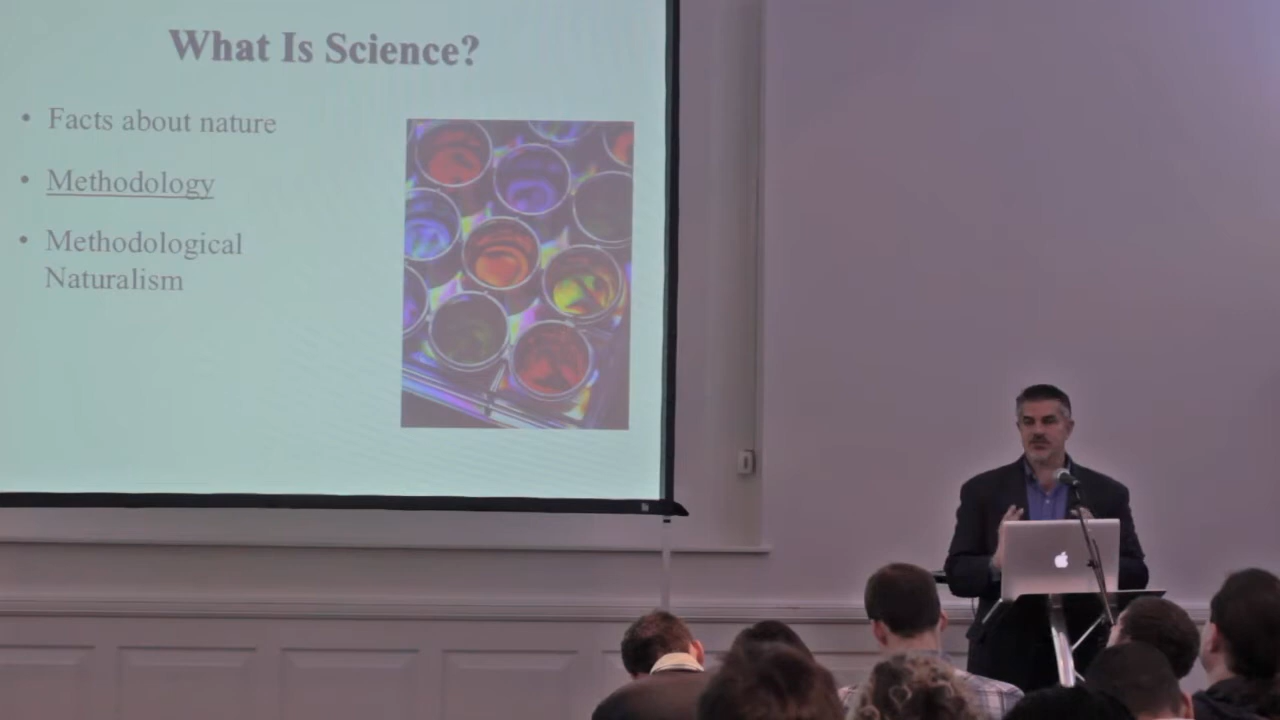 What Is Science?
• Facts about nature
• Methodology
• Methodological
Naturalism